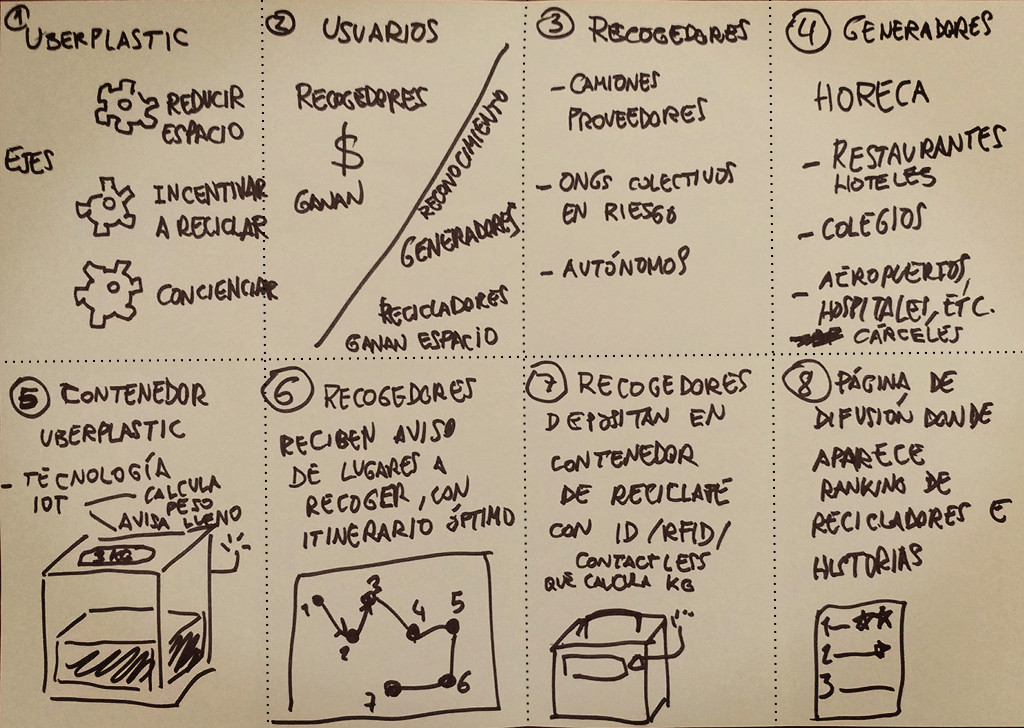 1 UBERPLASTIC
REDUCIR
ESPACIO
EJES
INCENTIVAR
A RECICLAR
CONCIENCIAR
2 USUARIOS
RECOGEDORES
$
GANAN
RECONOCIMIENTO
GENERADORES
RECICLADORES
GANAN ESPACIO
3 RECOGEDORES
- CAMIONES
PROVEEDORES
- ONGS COLECTIVOS
EN RIESGO
- AUTÓNOMOS
4 GENERADORES
HORECA
- RESTAURANTES
HOTELES
- COLEGIOS
- AEROPUERTOS,
HOSPITALES, ETC.
CÁRCELES
5 CONTENEDOR
UBERPLASTIC
- TECNOLOGÍA
IOT
CALCULA
PESO
AVISA LLENO
3 KG
6 RECOGEDORES
RECIBEN AVISO
DE LUGARES A
RECOGER, CON
ITINERARIO ÓPTIMO
1 2 3 4 5
7 6
7 RECOGEDORES
DEPOSITAN EN
CONTENEDOR
DE RECICLAJE
CON ID/RFID/
CONTACTLESS
QUE CALCULA KG
8 PÁGINA DE
DIFUSIÓN DONDE
APARECE
RANKING DE
RECICLADORES E
HISTORIAS
1
2
3